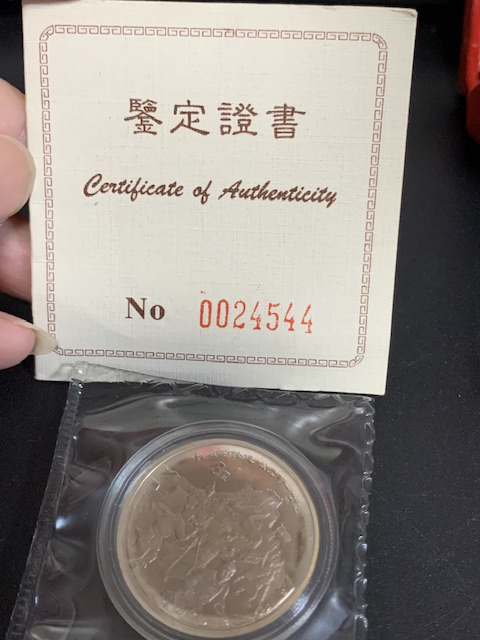 鑒定證書
Certificate of Authenticity
No 0024544